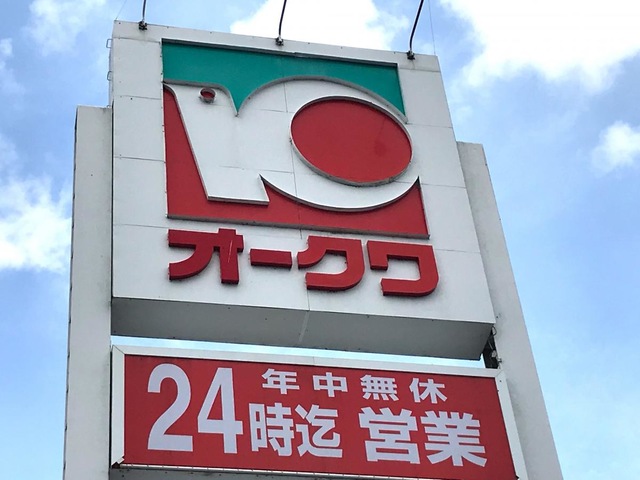 オークワ
年中無休
24時迄 営業